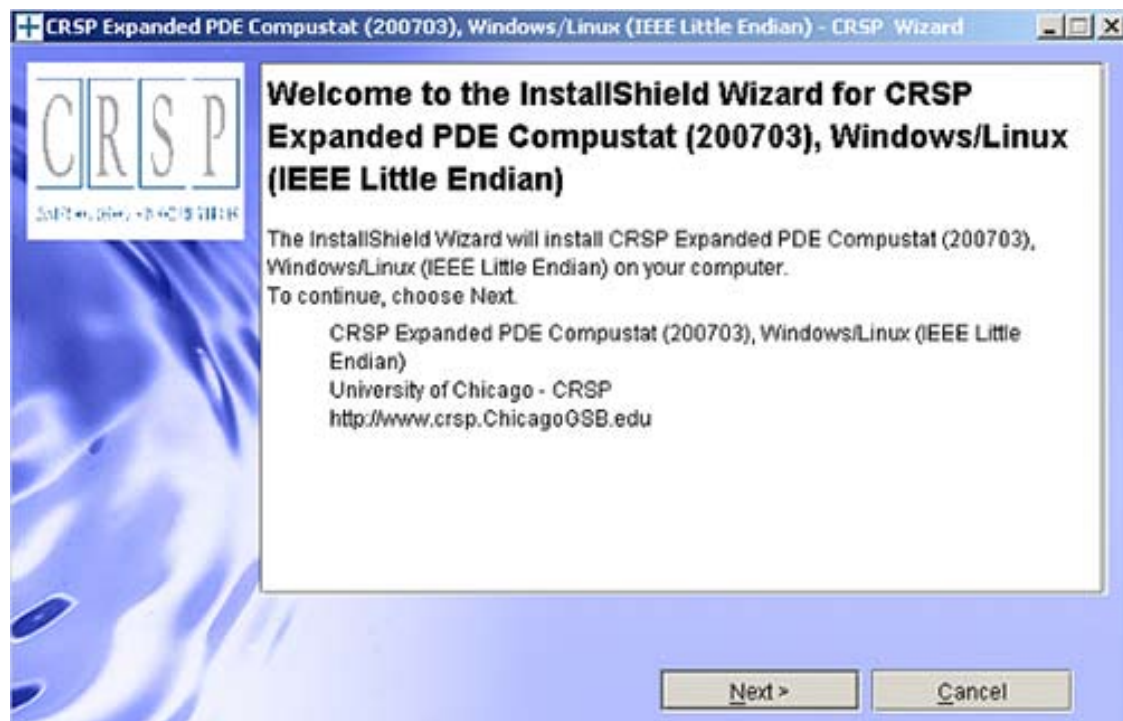 CRSP Expanded PDE Compustat (200703), Windows/Linux (IEEE Little Endian) - CRSP Wizard
CRSP
Welcome to the InstallShield Wizard for CRSP
Expanded PDE Compustat (200703), Windows/Linux
(IEEE Little Endian)
The InstallShield Wizard will install CRSP Expanded PDE Compustat (200703),
Windows/Linux (IEEE Little Endian) on your computer.
To continue, choose Next.
CRSP Expanded PDE Compustat (200703), Windows/Linux (IEEE Little
Endian)
University of Chicago - CRSP
http://www.crsp.ChicagoGSB.edu
Next >
Cancel